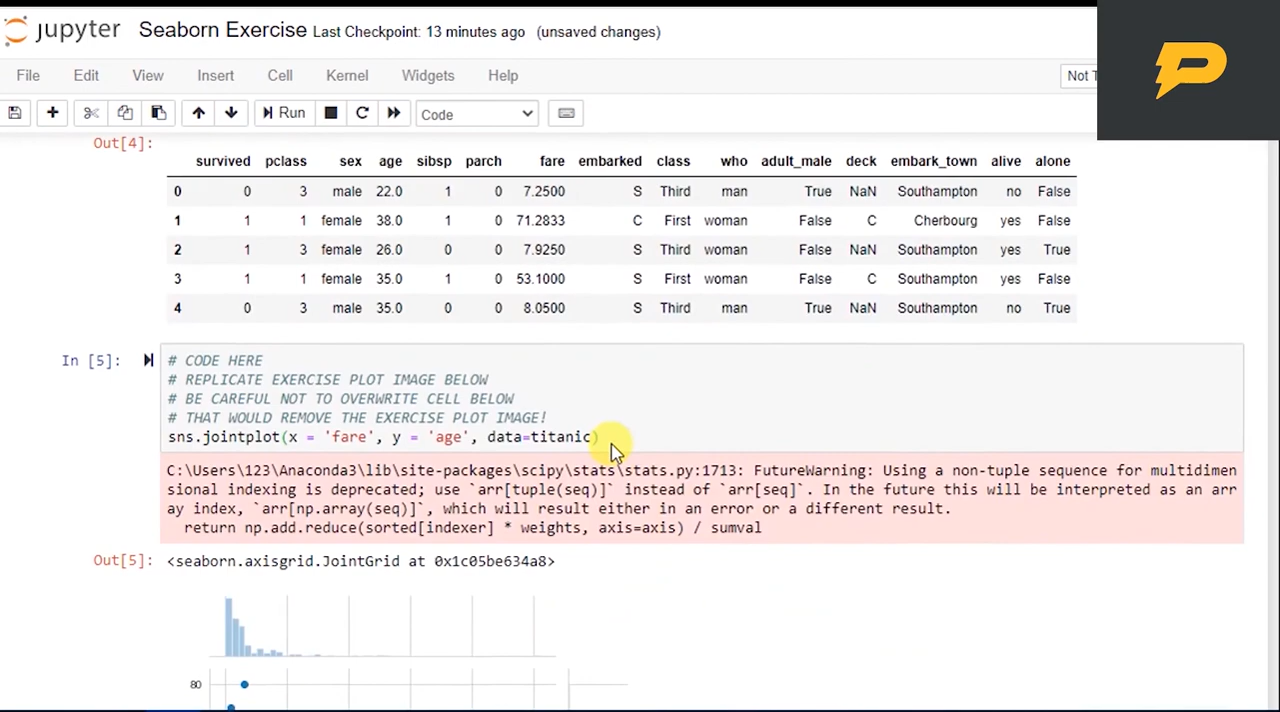 jupyter Seaborn Exercise Last Checkpoint: 13 minutes ago (unsaved changes)
File Edit View Insert Cell Kernel Widgets Help Not T
Run Code
Out[4]:
survived pclass sex age sibsp parch fare embarked class who adult_male deck embark_town alive alone
0 0 3 male 22.0 1 0 7.2500 S Third man True NaN Southampton no False
1 1 1 female 38.0 1 0 71.2833 C First woman False C Cherbourg yes False
2 1 3 female 26.0 0 0 7.9250 S Third woman False NaN Southampton yes True
3 1 1 female 35.0 1 0 53.1000 S First woman False C Southampton yes False
4 0 3 male 35.0 0 0 8.0500 S Third man True NaN Southampton no True
In [5]: # CODE HERE
# REPLICATE EXERCISE PLOT IMAGE BELOW
# BE CAREFUL NOT TO OVERWRITE CELL BELOW
# THAT WOULD REMOVE THE EXERCISE PLOT IMAGE!
sns.jointplot(x = 'fare', y = 'age', data=titanic)
C:\Users\123\Anaconda3\lib\site-packages\scipy\stats\stats.py:1713: FutureWarning: Using a non-tuple sequence for multidimen
sional indexing is deprecated; use `arr[tuple(seq)]` instead of `arr[seq]`. In the future this will be interpreted as an arr
ay index, `arr[np.array(seq)]`, which will result either in an error or a different result.
return np.add.reduce(sorted[indexer] * weights, axis=axis) / sumval
Out[5]: <seaborn.axisgrid.JointGrid at 0x1c05be634a8>
80